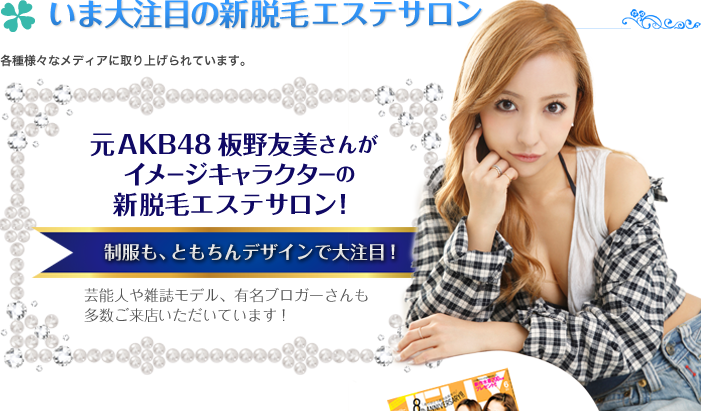 いま大注目の新脱毛エステサロン
各種様々なメディアに取り上げられています。
元AKB48 板野友美さんが
イメージキャラクターの
新脱毛エステサロン!
制服も、ともちんデザインで大注目!
芸能人や雑誌モデル、有名ブロガーさんも
多数ご来店いただいています!
ANNIVERSARY!!